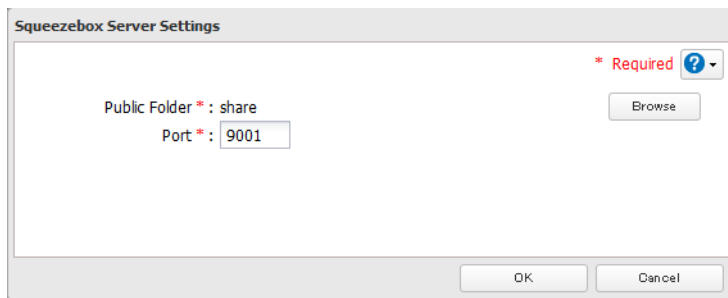 Squeezebox Server Settings
* Required ?
Public Folder * : share Browse
Port * : 9001
OK Cancel